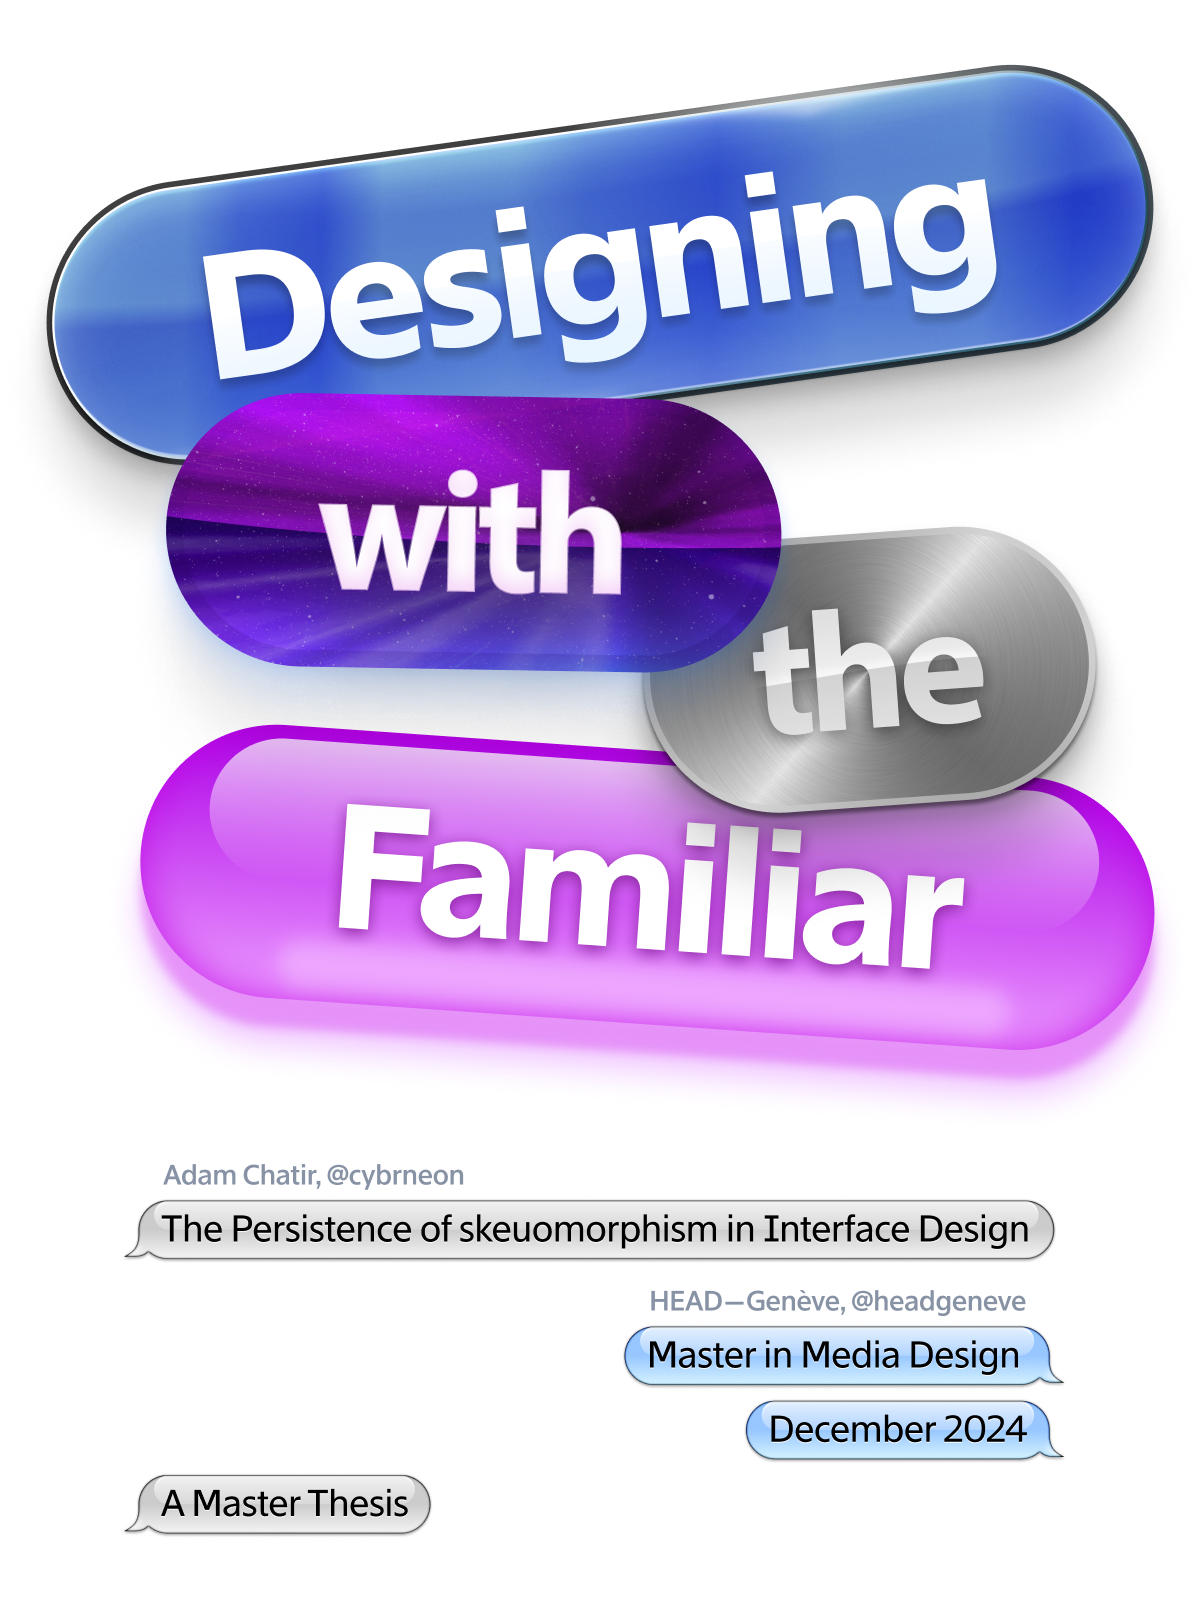 Designing
with
the
Familiar
Adam Chatir, @cybrneon
The Persistence of skeuomorphism in Interface Design
HEAD—Genève, @headgeneve
Master in Media Design
December 2024
A Master Thesis